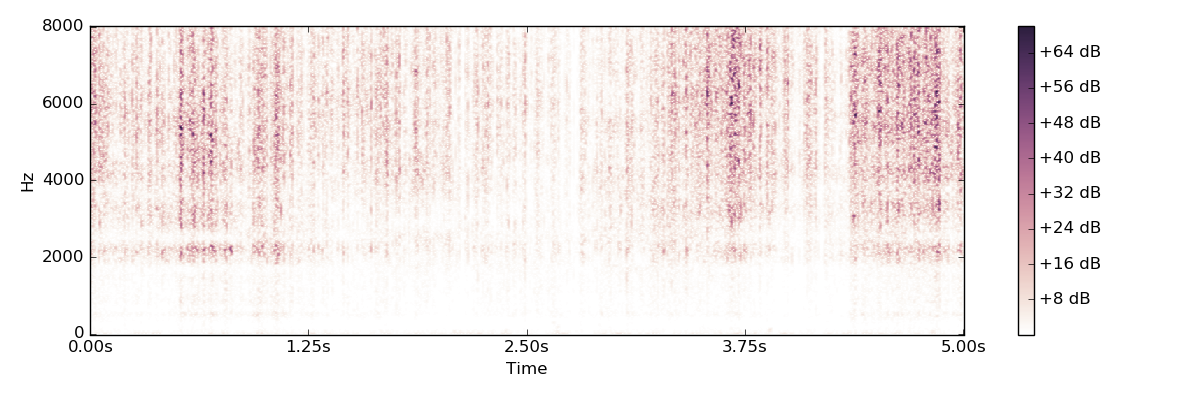 8000
6000
4000
2000
0
Hz
0.00s
1.25s
2.50s
3.75s
5.00s
Time
+64 dB
+56 dB
+48 dB
+40 dB
+32 dB
+24 dB
+16 dB
+8 dB